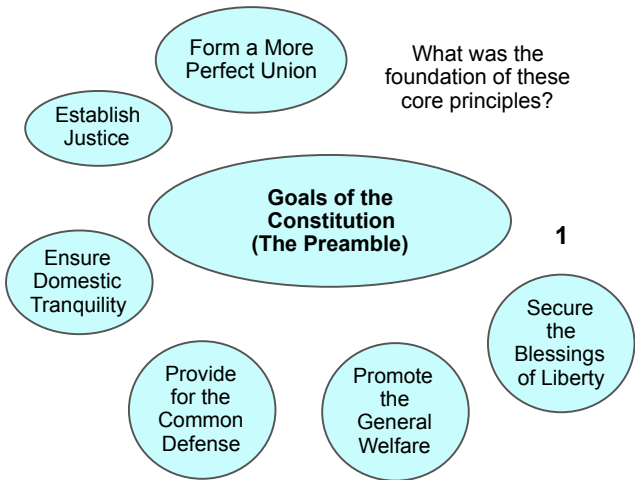 Form a More
Perfect Union
What was the
foundation of these
core principles?
Establish
Justice
Goals of the
Constitution
(The Preamble)
1
Ensure
Domestic
Tranquility
Secure
the
Blessings
of Liberty
Provide
for the
Common
Defense
Promote
the
General
Welfare